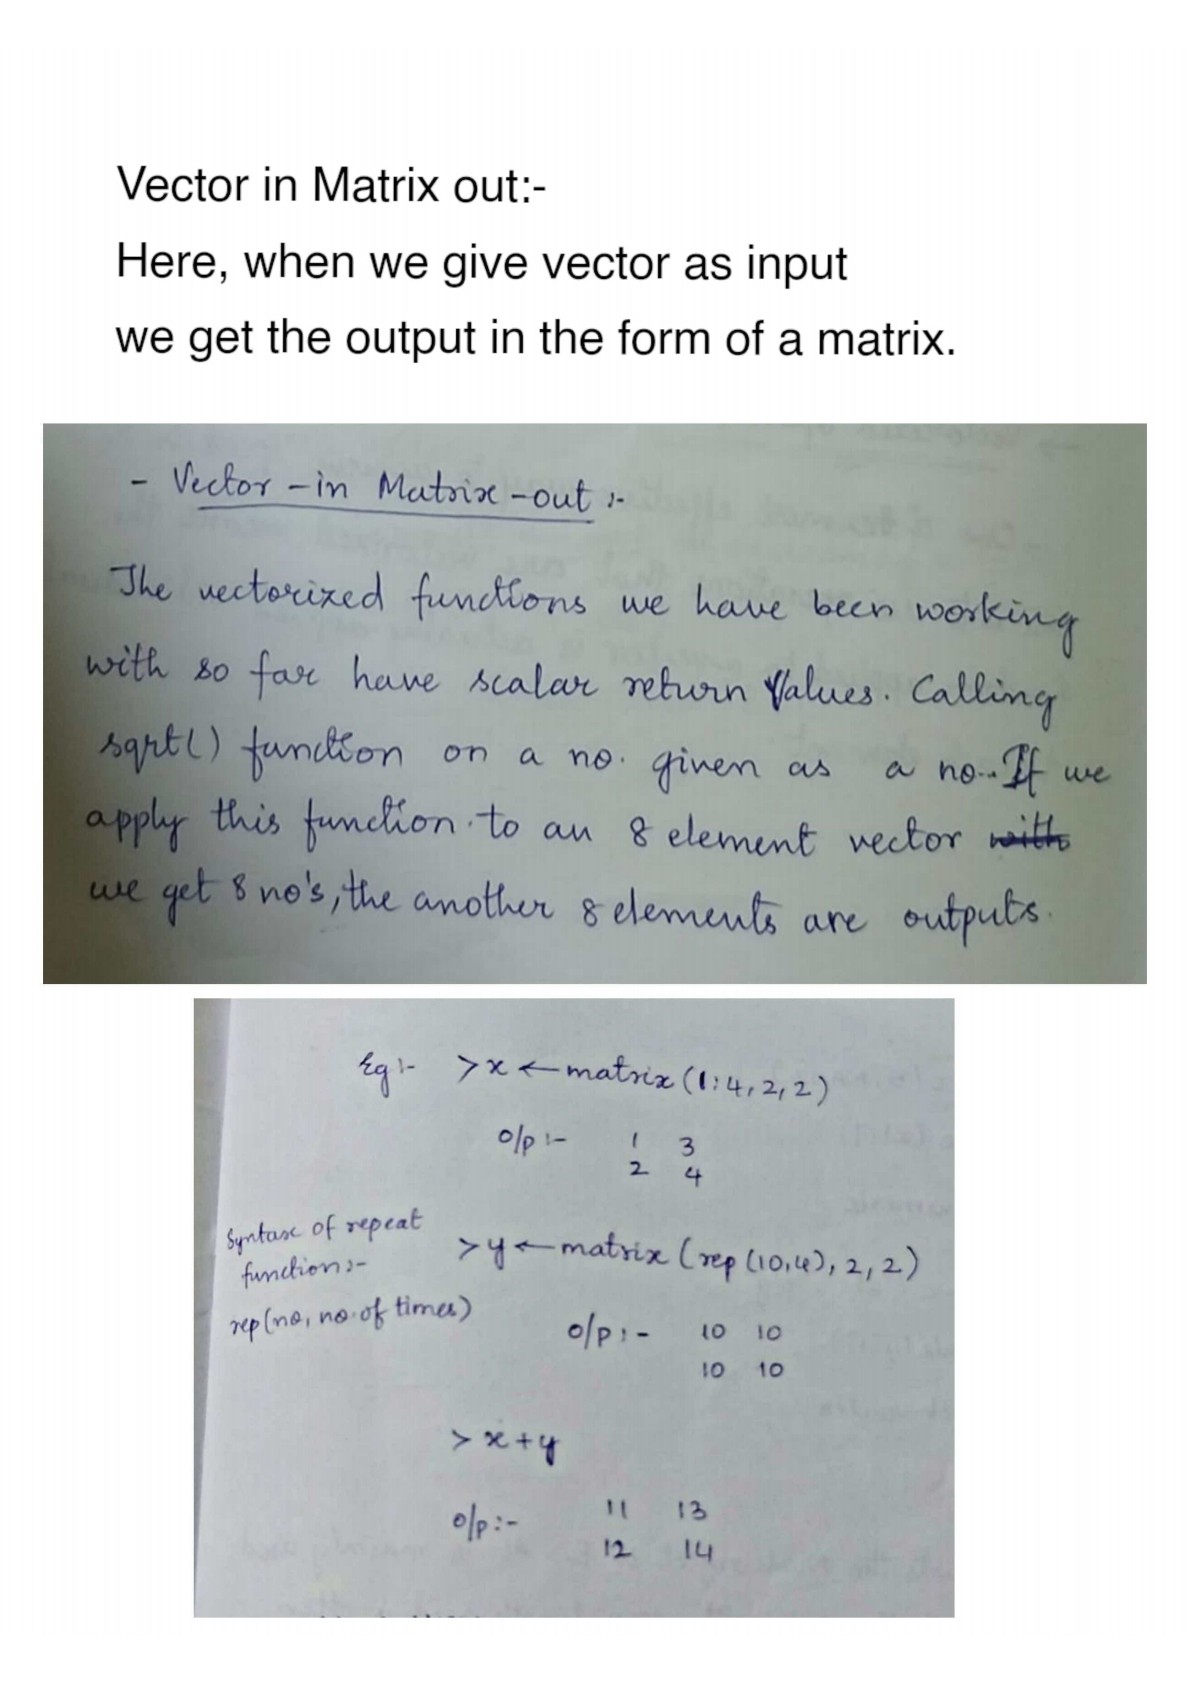 Vector in Matrix out:-
Here, when we give vector as input
we get the output in the form of a matrix.
- Vector -in Matrix -out :-
The vectorized functions we have been working
with so far have scalar return values. Calling
sqrt() function on a no. given as a no.. If we
apply this function to an 8 element vector with
we get 8 no's, the another 8 elements are outputs.
Eg :- > x ← matrix (1:4, 2, 2)
o/p :- 1 3
2 4
Syntax of repeat
function :-
rep(no, no. of times)
> y ← matrix (rep (10,4), 2, 2)
o/p :- 10 10
10 10
> x + y
o/p :- 11 13
12 14